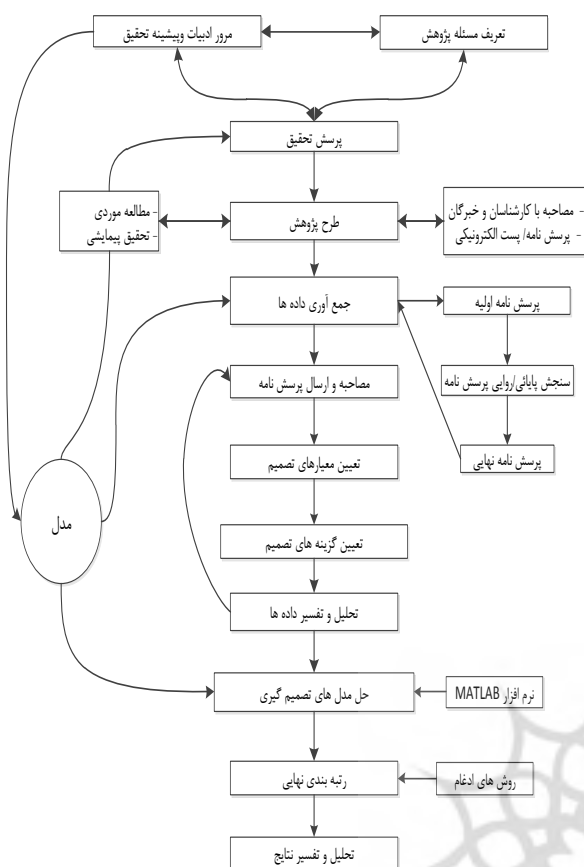 تعریف مسئله پژوهش
مرور ادبیات وپیشینه تحقیق
پرسش تحقیق
- مصاحبه با کارشناسان و خبرگان
- پرسش نامه/ پست الکترونیکی
طرح پژوهش
- مطالعه موردی
- تحقیق پیمایشی
جمع آوری داده ها
پرسش نامه اولیه
سنجش پایائی/روایی پرسش نامه
پرسش نامه نهایی
مصاحبه و ارسال پرسش نامه
تعیین معیارهای تصمیم
مدل
تعیین گزینه های تصمیم
تحلیل و تفسیر داده ها
حل مدل های تصمیم گیری
نرم افزار MATLAB
رتبه بندی نهایی
روش های ادغام
تحلیل و تفسیر نتایج